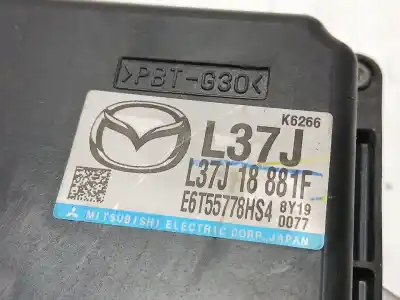 >PBT-G30<
K6266
L37J
L37J 18 881F
E6T55778HS4 8Y19
0077
MITSUBISHI ELECTRIC CORP. JAPAN